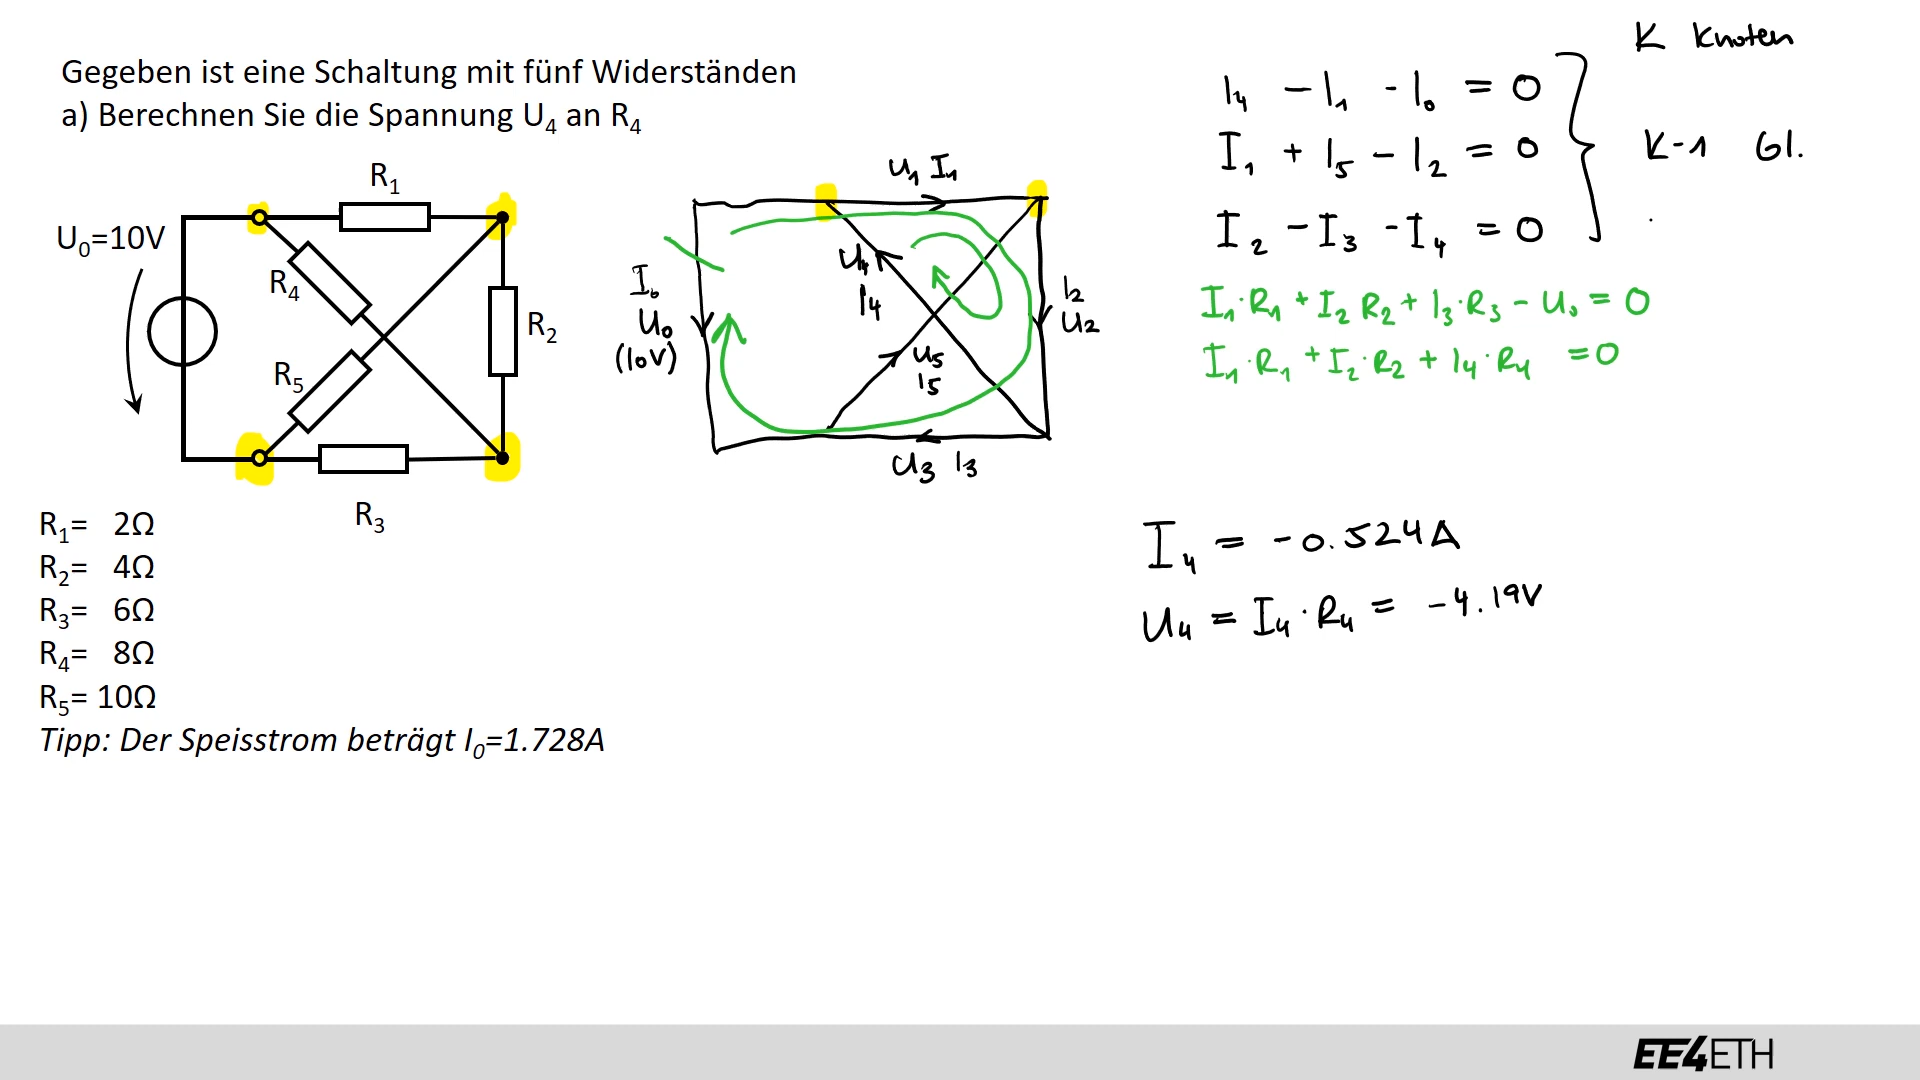 Gegeben ist eine Schaltung mit fünf Widerständen
a) Berechnen Sie die Spannung U₄ an R₄
R₁
U₀=10V
R₄
R₂
R₅
R₃
R₁= 2Ω
R₂= 4Ω
R₃= 6Ω
R₄= 8Ω
R₅= 10Ω
Tipp: Der Speisstrom beträgt I₀=1.728A
U₁ I₁
I₀
U₀
(10V)
U₄
I₄
I₂
U₂
U₅
I₅
U₃ I₃
K Knoten
I₄ - I₁ - I₀ = 0
I₁ + I₅ - I₂ = 0
K-1 Gl.
I₂ - I₃ - I₄ = 0
I₁·R₁ + I₂ R₂ + I₃·R₃ - U₀ = 0
I₁·R₁ + I₂·R₂ + I₄·R₄ = 0
I₄ = -0.524A
U₄ = I₄·R₄ = -4.19V
EE4ETH